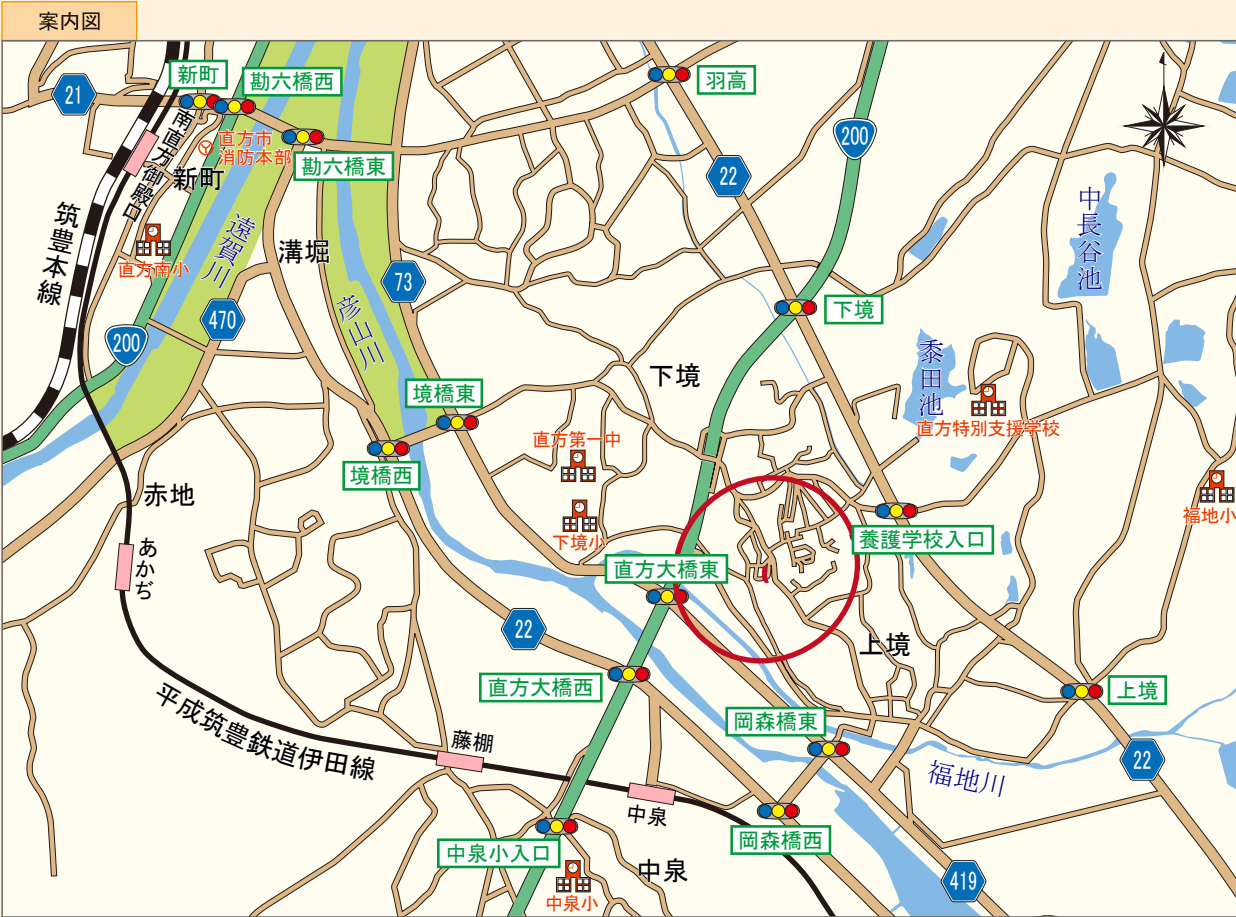 案内図
新町
勘六橋西
羽高
21
200
南直方御殿口
直方市
消防本部
勘六橋東
22
新町
中長谷池
筑豊本線
遠賀川
溝堀
直方南小
73
彦山川
下境
470
200
黍田池
下境
境橋東
直方特別支援学校
直方第一中
境橋西
赤地
福地小
養護学校入口
下境小
あかぢ
直方大橋東
22
上境
直方大橋西
上境
平成筑豊鉄道伊田線
岡森橋東
藤棚
22
福地川
中泉
岡森橋西
中泉小入口
中泉
419
中泉小